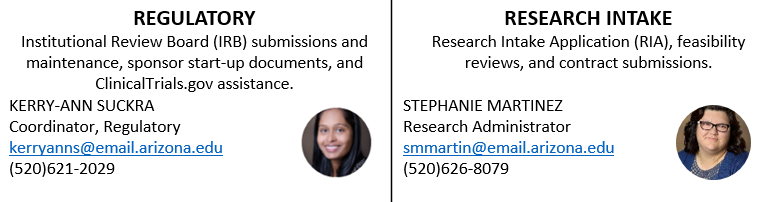 REGULATORY
Institutional Review Board (IRB) submissions and
maintenance, sponsor start-up documents, and
ClinicalTrials.gov assistance.
KERRY-ANN SUCKRA
Coordinator, Regulatory
kerryanns@email.arizona.edu
(520)621-2029
RESEARCH INTAKE
Research Intake Application (RIA), feasibility
reviews, and contract submissions.
STEPHANIE MARTINEZ
Research Administrator
smmartin@email.arizona.edu
(520)626-8079